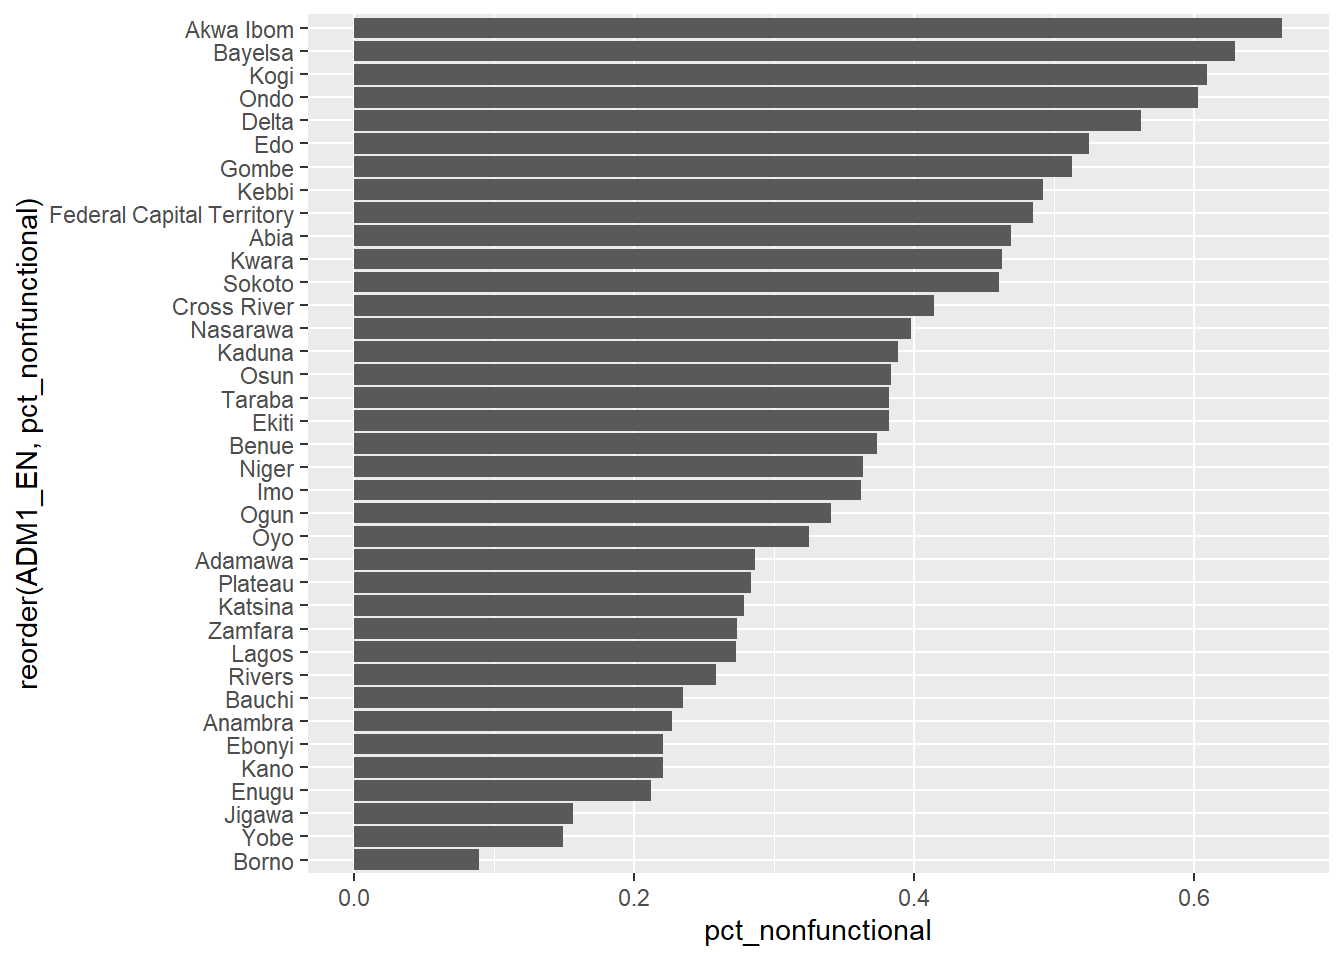 reorder(ADM1_EN, pct_nonfunctional)
Akwa Ibom
Bayelsa
Kogi
Ondo
Delta
Edo
Gombe
Kebbi
Federal Capital Territory
Abia
Kwara
Sokoto
Cross River
Nasarawa
Kaduna
Osun
Taraba
Ekiti
Benue
Niger
Imo
Ogun
Oyo
Adamawa
Plateau
Katsina
Zamfara
Lagos
Rivers
Bauchi
Anambra
Ebonyi
Kano
Enugu
Jigawa
Yobe
Borno
0.0 0.2 0.4 0.6
pct_nonfunctional